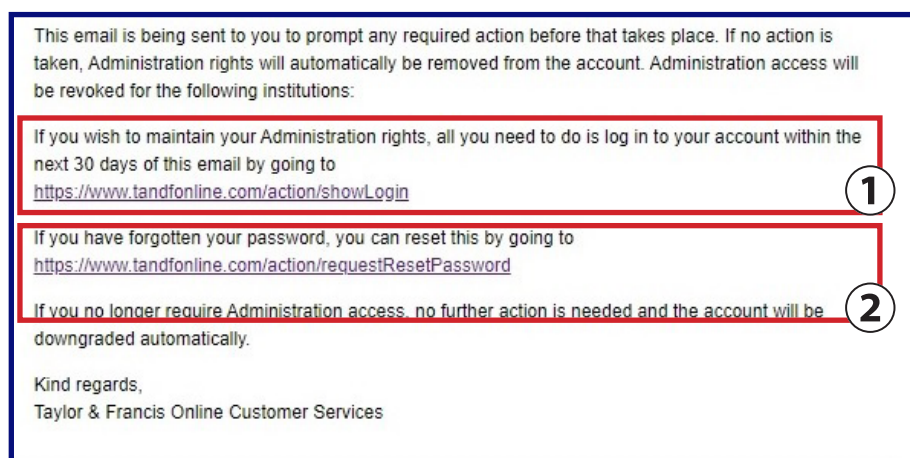 This email is being sent to you to prompt any required action before that takes place. If no action is
taken, Administration rights will automatically be removed from the account. Administration access will
be revoked for the following institutions:
If you wish to maintain your Administration rights, all you need to do is log in to your account within the
next 30 days of this email by going to
https://www.tandfonline.com/action/showLogin
1
If you have forgotten your password, you can reset this by going to
https://www.tandfonline.com/action/requestResetPassword
If you no longer require Administration access, no further action is needed and the account will be
2
downgraded automatically.
Kind regards,
Taylor & Francis Online Customer Services